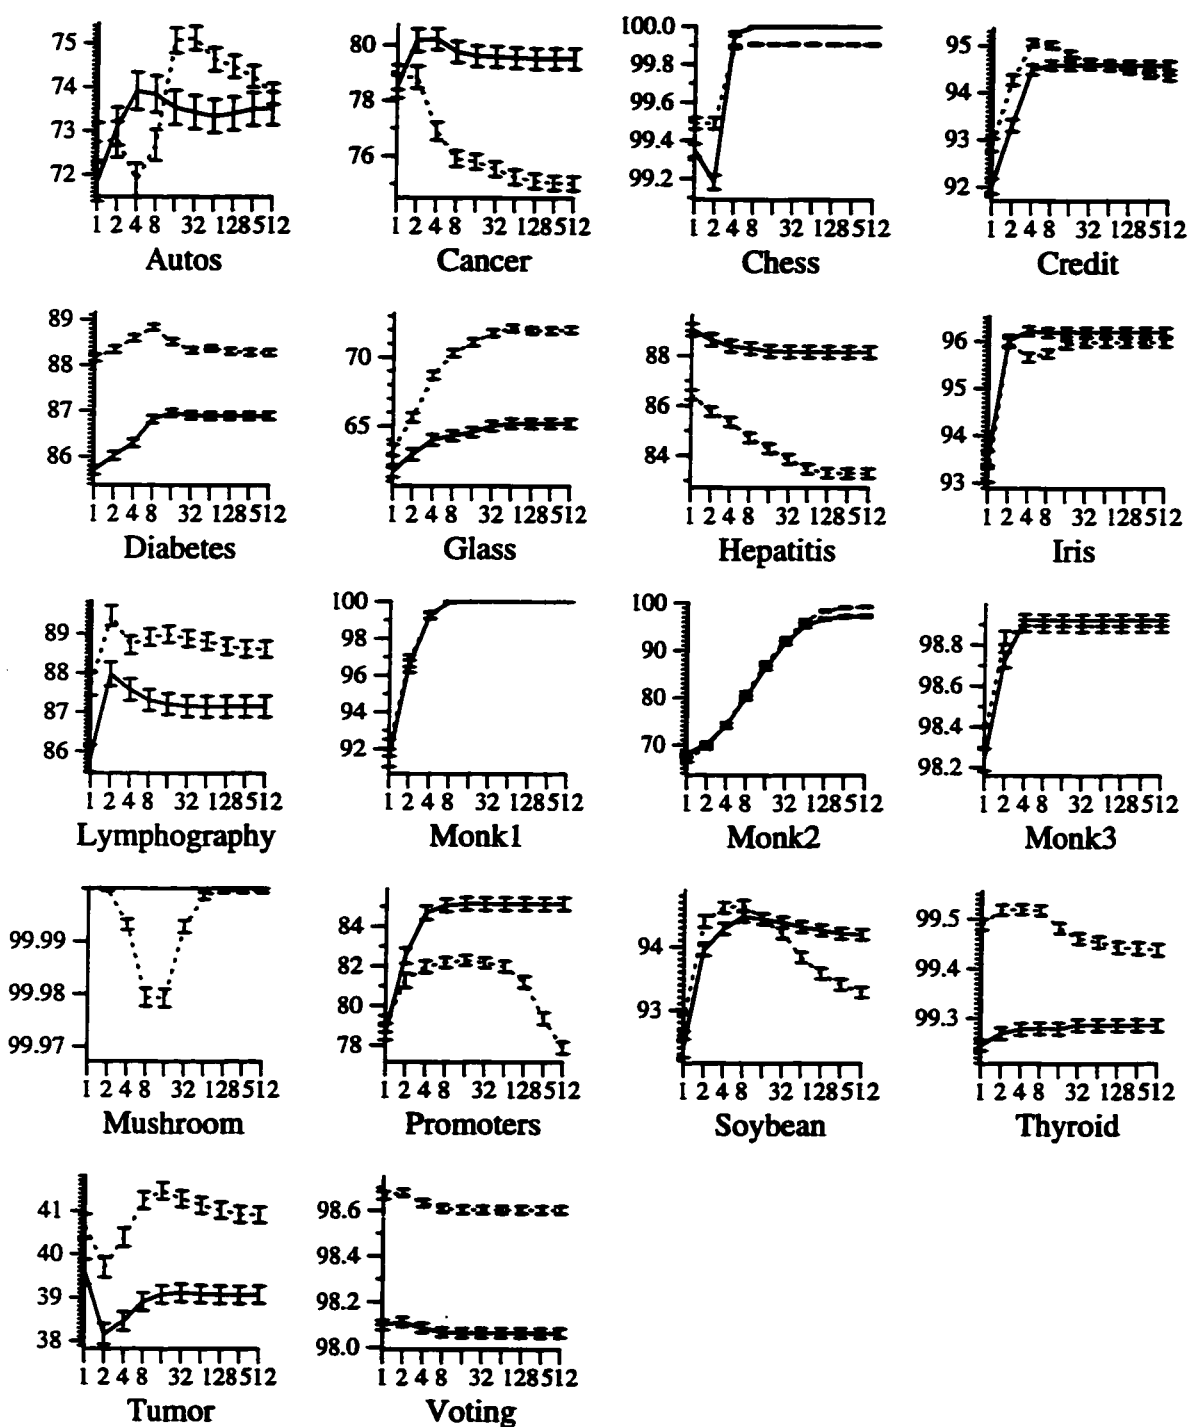 75
74
73
72
1 2 4 8 32 128 512
Autos
80
78
76
1 2 4 8 32 128 512
Cancer
100.0
99.8
99.6
99.4
99.2
1 2 4 8 32 128 512
Chess
95
94
93
92
1 2 4 8 32 128 512
Credit
89
88
87
86
1 2 4 8 32 128 512
Diabetes
70
65
1 2 4 8 32 128 512
Glass
88
86
84
1 2 4 8 32 128 512
Hepatitis
96
95
94
93
1 2 4 8 32 128 512
Iris
89
88
87
86
1 2 4 8 32 128 512
Lymphography
100
98
96
94
92
1 2 4 8 32 128 512
Monk1
100
90
80
70
1 2 4 8 32 128 512
Monk2
98.8
98.6
98.4
98.2
1 2 4 8 32 128 512
Monk3
99.99
99.98
99.97
1 2 4 8 32 128 512
Mushroom
84
82
80
78
1 2 4 8 32 128 512
Promoters
94
93
1 2 4 8 32 128 512
Soybean
99.5
99.4
99.3
1 2 4 8 32 128 512
Thyroid
41
40
39
38
1 2 4 8 32 128 512
Tumor
98.6
98.4
98.2
98.0
1 2 4 8 32 128 512
Voting